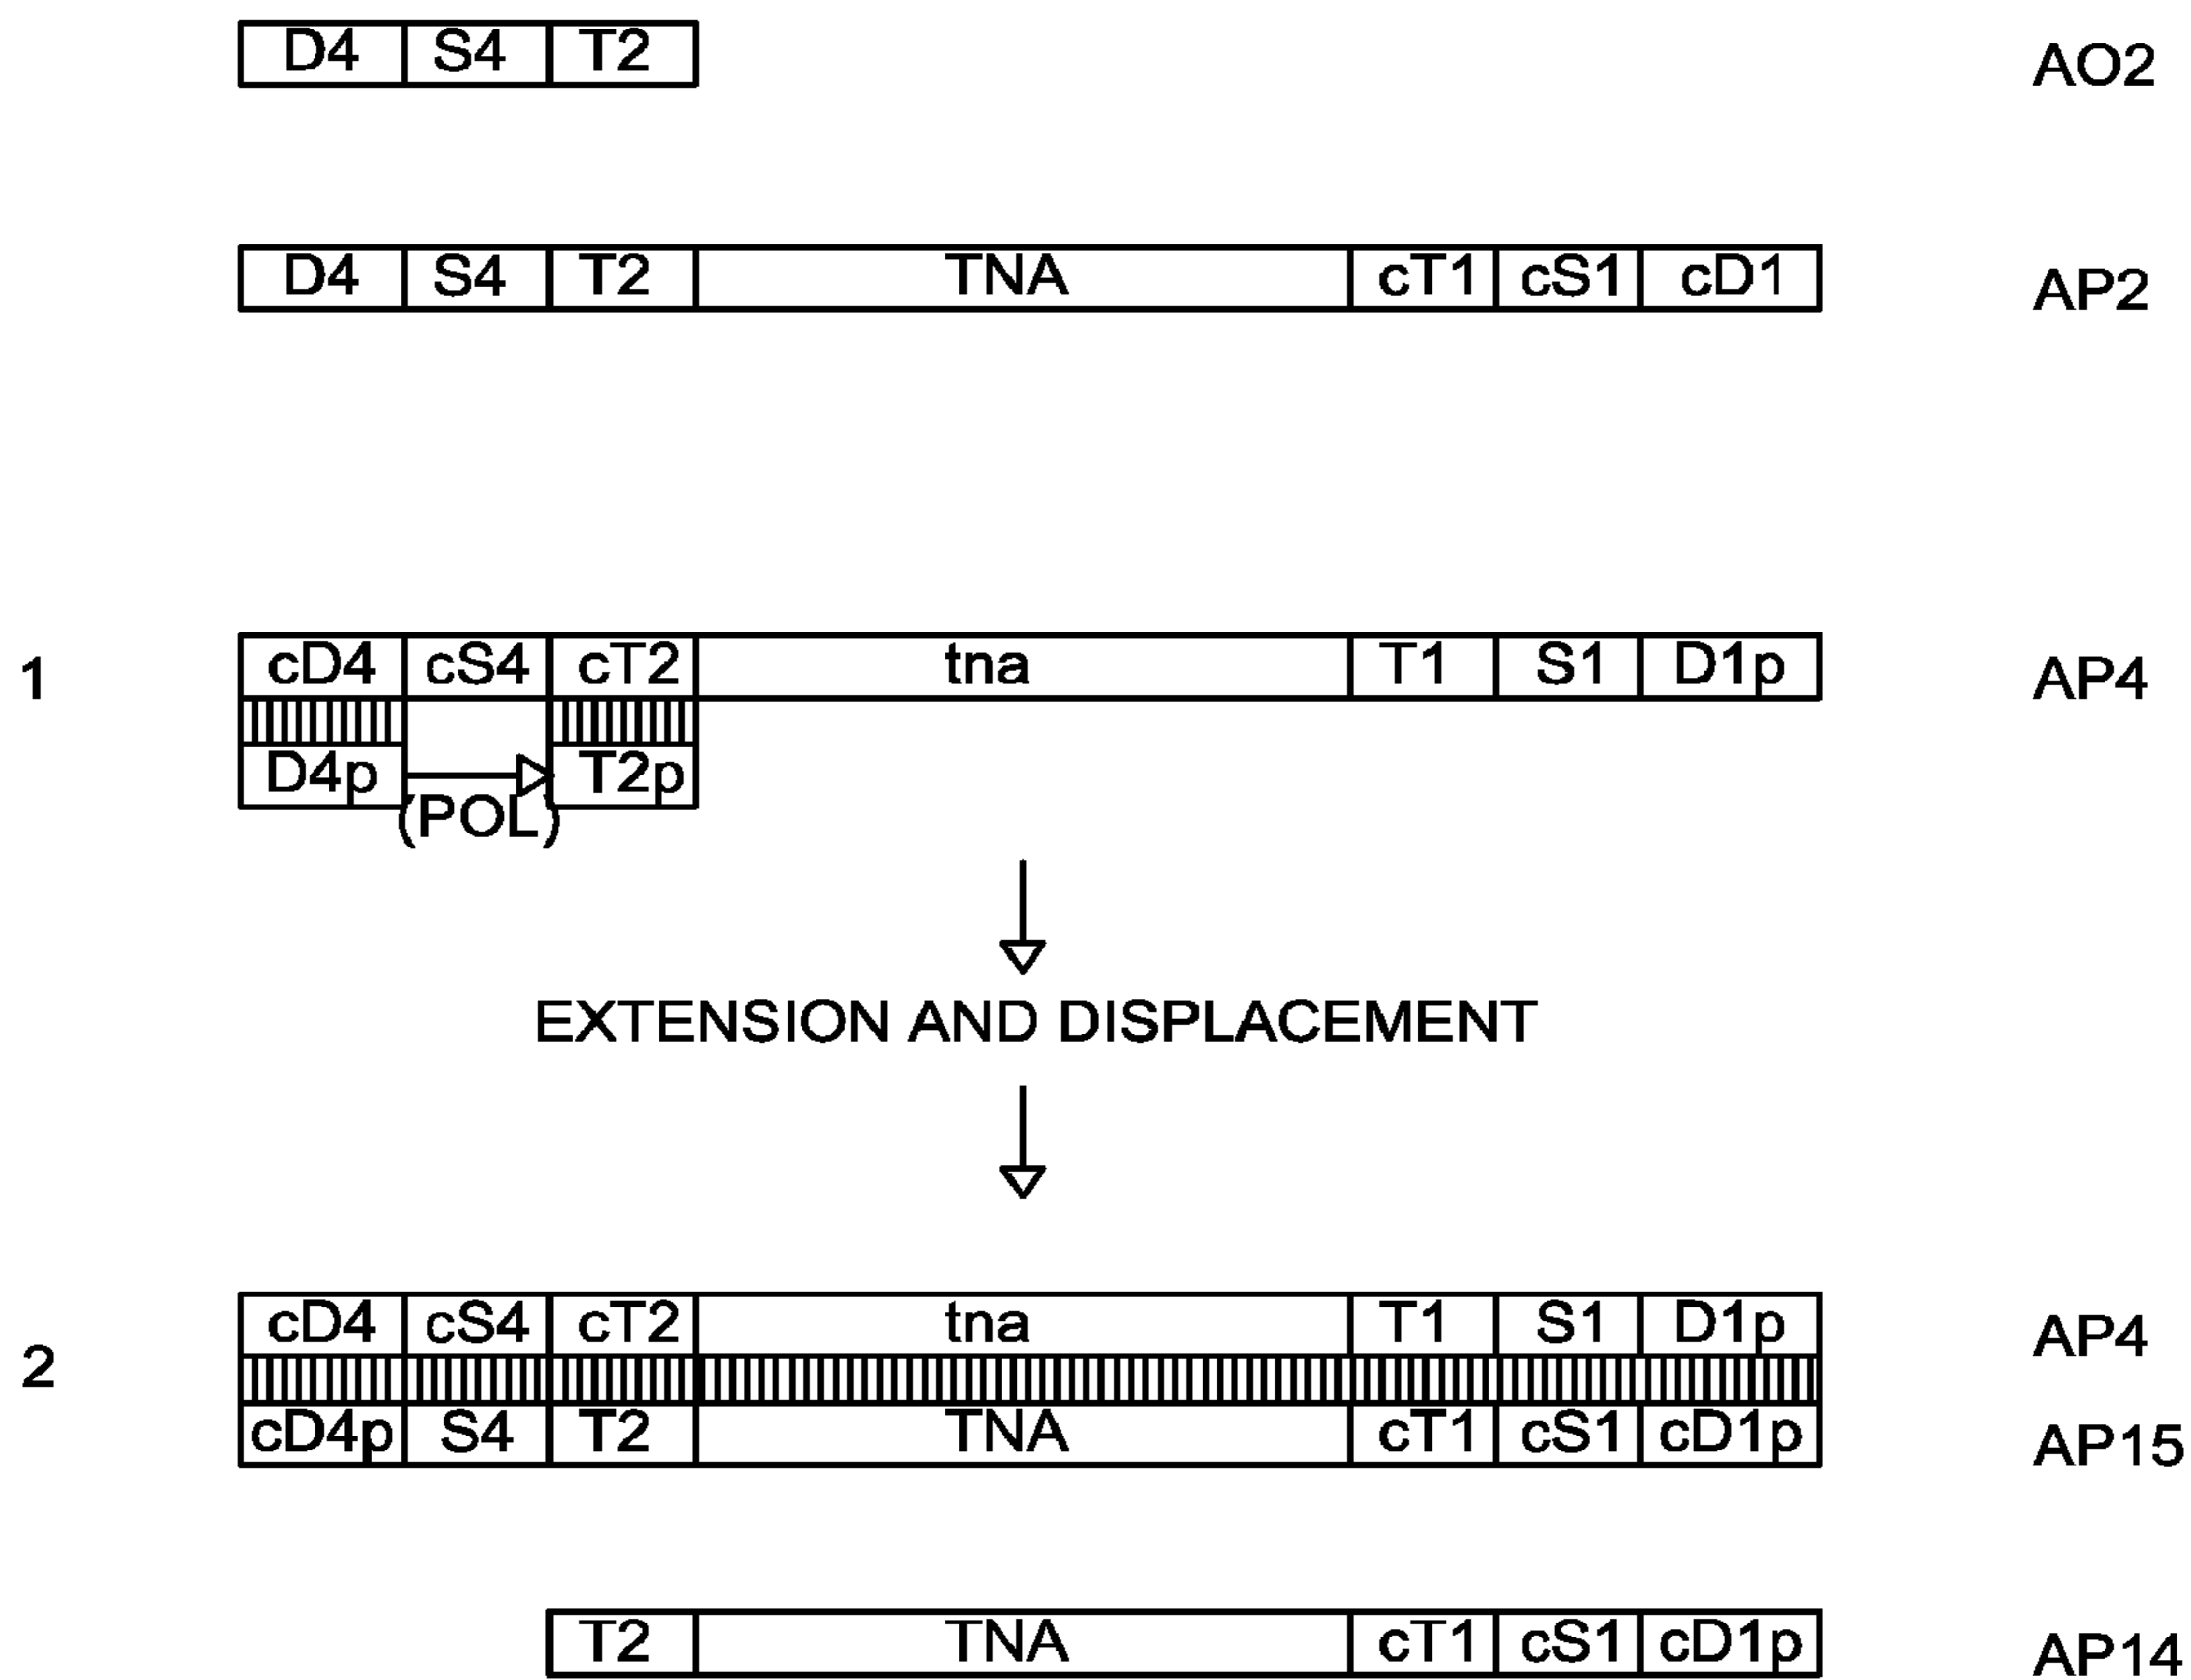 D4 S4 T2 AO2
D4 S4 T2 TNA cT1 cS1 cD1 AP2
1 cD4 cS4 cT2 tna T1 S1 D1p AP4
D4p T2p
(POL)
EXTENSION AND DISPLACEMENT
2 cD4 cS4 cT2 tna T1 S1 D1p AP4
cD4p S4 T2 TNA cT1 cS1 cD1p AP15
T2 TNA cT1 cS1 cD1p AP14